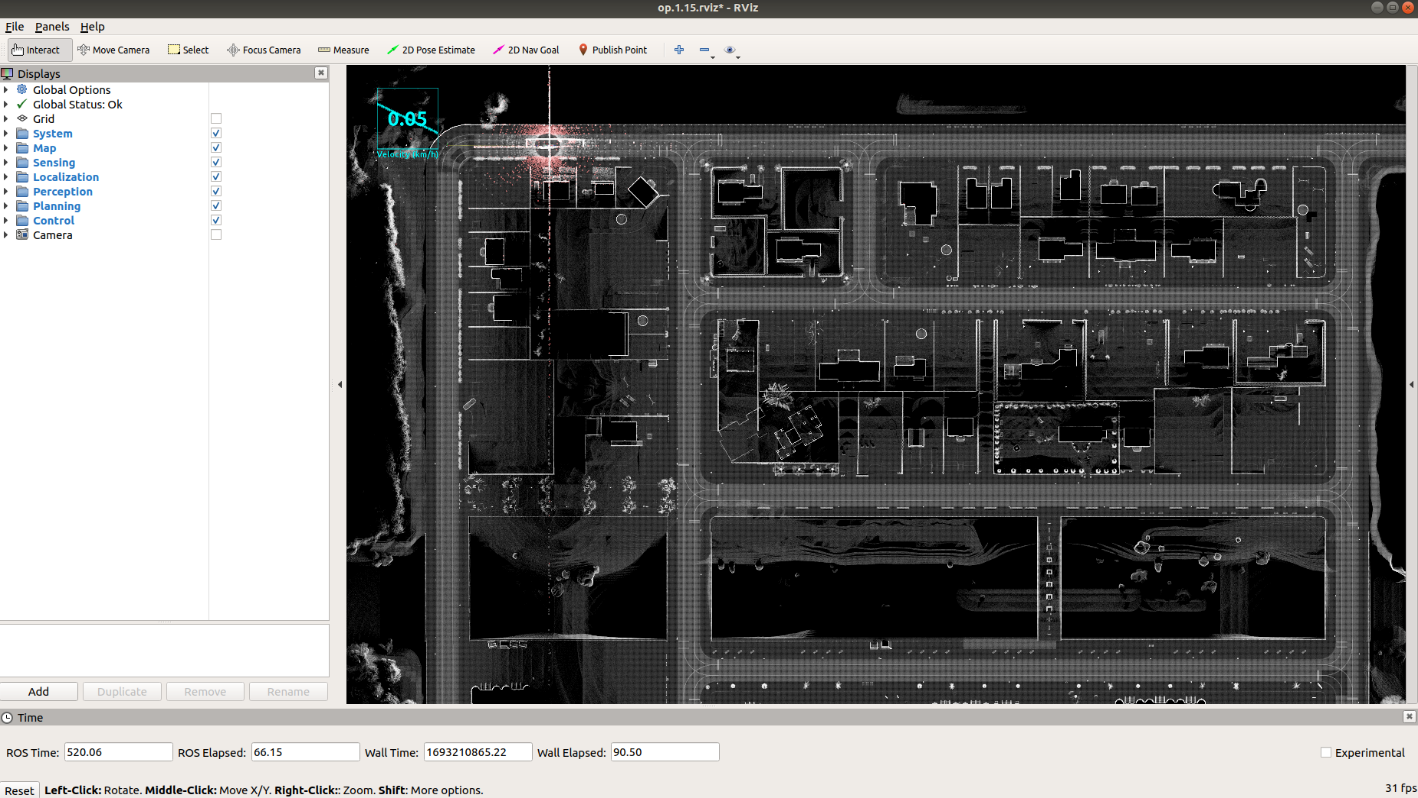 op.1.15.rviz* - RViz
File Panels Help
Interact Move Camera Select Focus Camera Measure 2D Pose Estimate 2D Nav Goal Publish Point
Displays
Global Options
Global Status: Ok
Grid
System
Map
Sensing
Localization
Perception
Planning
Control
Camera
0.05
Velocity (km/h)
Add Duplicate Remove Rename
Time
ROS Time: 520.06 ROS Elapsed: 66.15 Wall Time: 1693210865.22 Wall Elapsed: 90.50 Experimental
Reset Left-Click: Rotate. Middle-Click: Move X/Y. Right-Click:: Zoom. Shift: More options. 31 fps